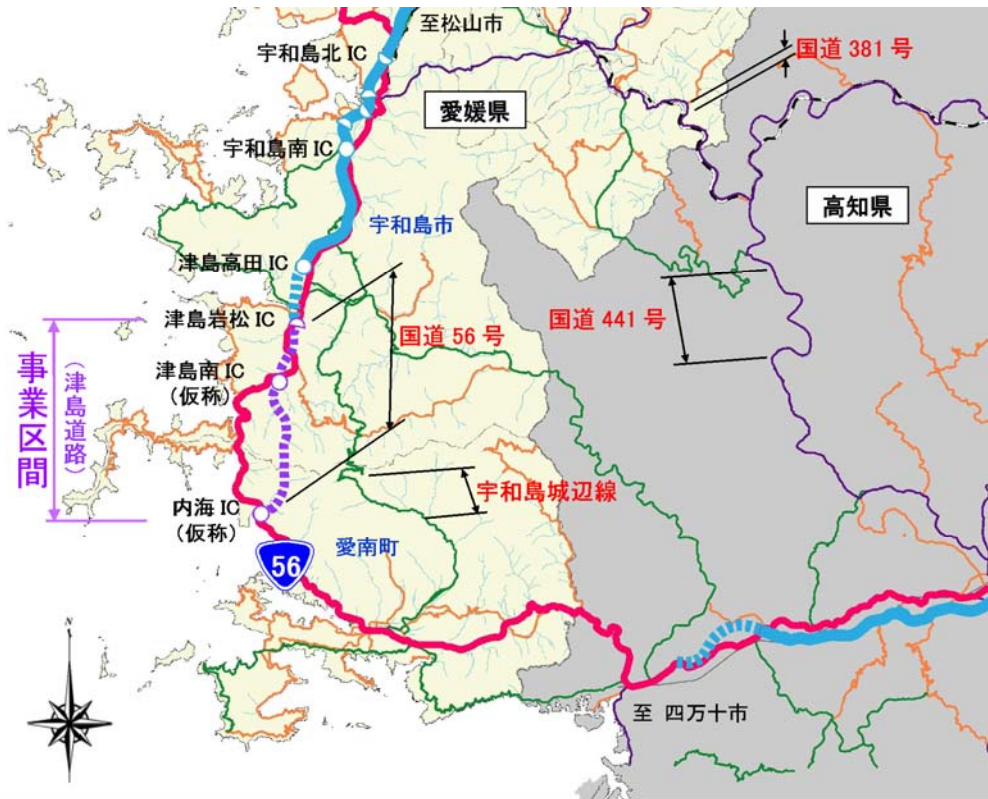 至松山市
宇和島北 IC
国道 381 号
愛媛県
宇和島南 IC
高知県
宇和島市
津島高田 IC
津島岩松 IC
国道 56 号
国道 441 号
事業区間
(津島道路)
津島南 IC
(仮称)
宇和島城辺線
内海 IC
(仮称)
愛南町
56
N
至 四万十市